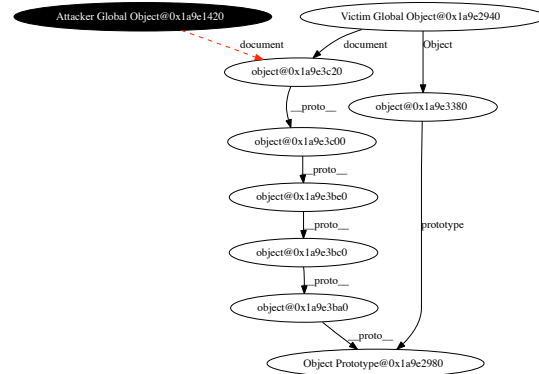 Attacker Global Object@0x1a9e1420
Victim Global Object@0x1a9e2940
document
document
Object
object@0x1a9e3c20
object@0x1a9e3380
__proto__
object@0x1a9e3c00
__proto__
object@0x1a9e3be0
__proto__
prototype
object@0x1a9e3bc0
__proto__
object@0x1a9e3ba0
__proto__
Object Prototype@0x1a9e2980